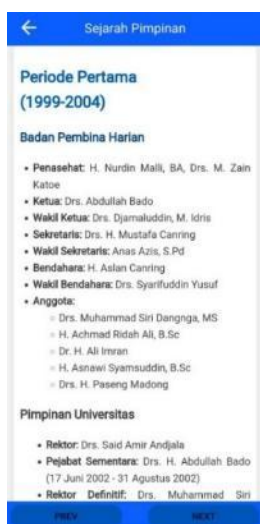 Sejarah Pimpinan
Periode Pertama
(1999-2004)
Badan Pembina Harian
• Penasehat: H. Nurdin Malli, BA, Drs. M. Zain
Katoe
• Ketua: Drs. Abdullah Bado
• Wakil Ketua: Drs. Djamaluddin, M. Idris
• Sekretaris: Drs. H. Mustafa Canring
• Wakil Sekretaris: Anas Azis, S.Pd
• Bendahara: H. Aslan Canring
• Wakil Bendahara: Drs. Syarifuddin Yusuf
• Anggota:
◦ Drs. Muhammad Siri Dangnga, MS
◦ H. Achmad Ridah Ali, B.Sc
◦ Dr. H. Ali Imran
◦ H. Asnawi Syamsuddin, B.Sc
◦ Drs. H. Paseng Madong
Pimpinan Universitas
• Rektor: Drs. Said Amir Andjala
• Pejabat Sementara: Drs. H. Abdullah Bado
(17 Juni 2002 - 31 Agustus 2002)
• Rektor Definitif: Drs. Muhammad Siri
PREV NEXT